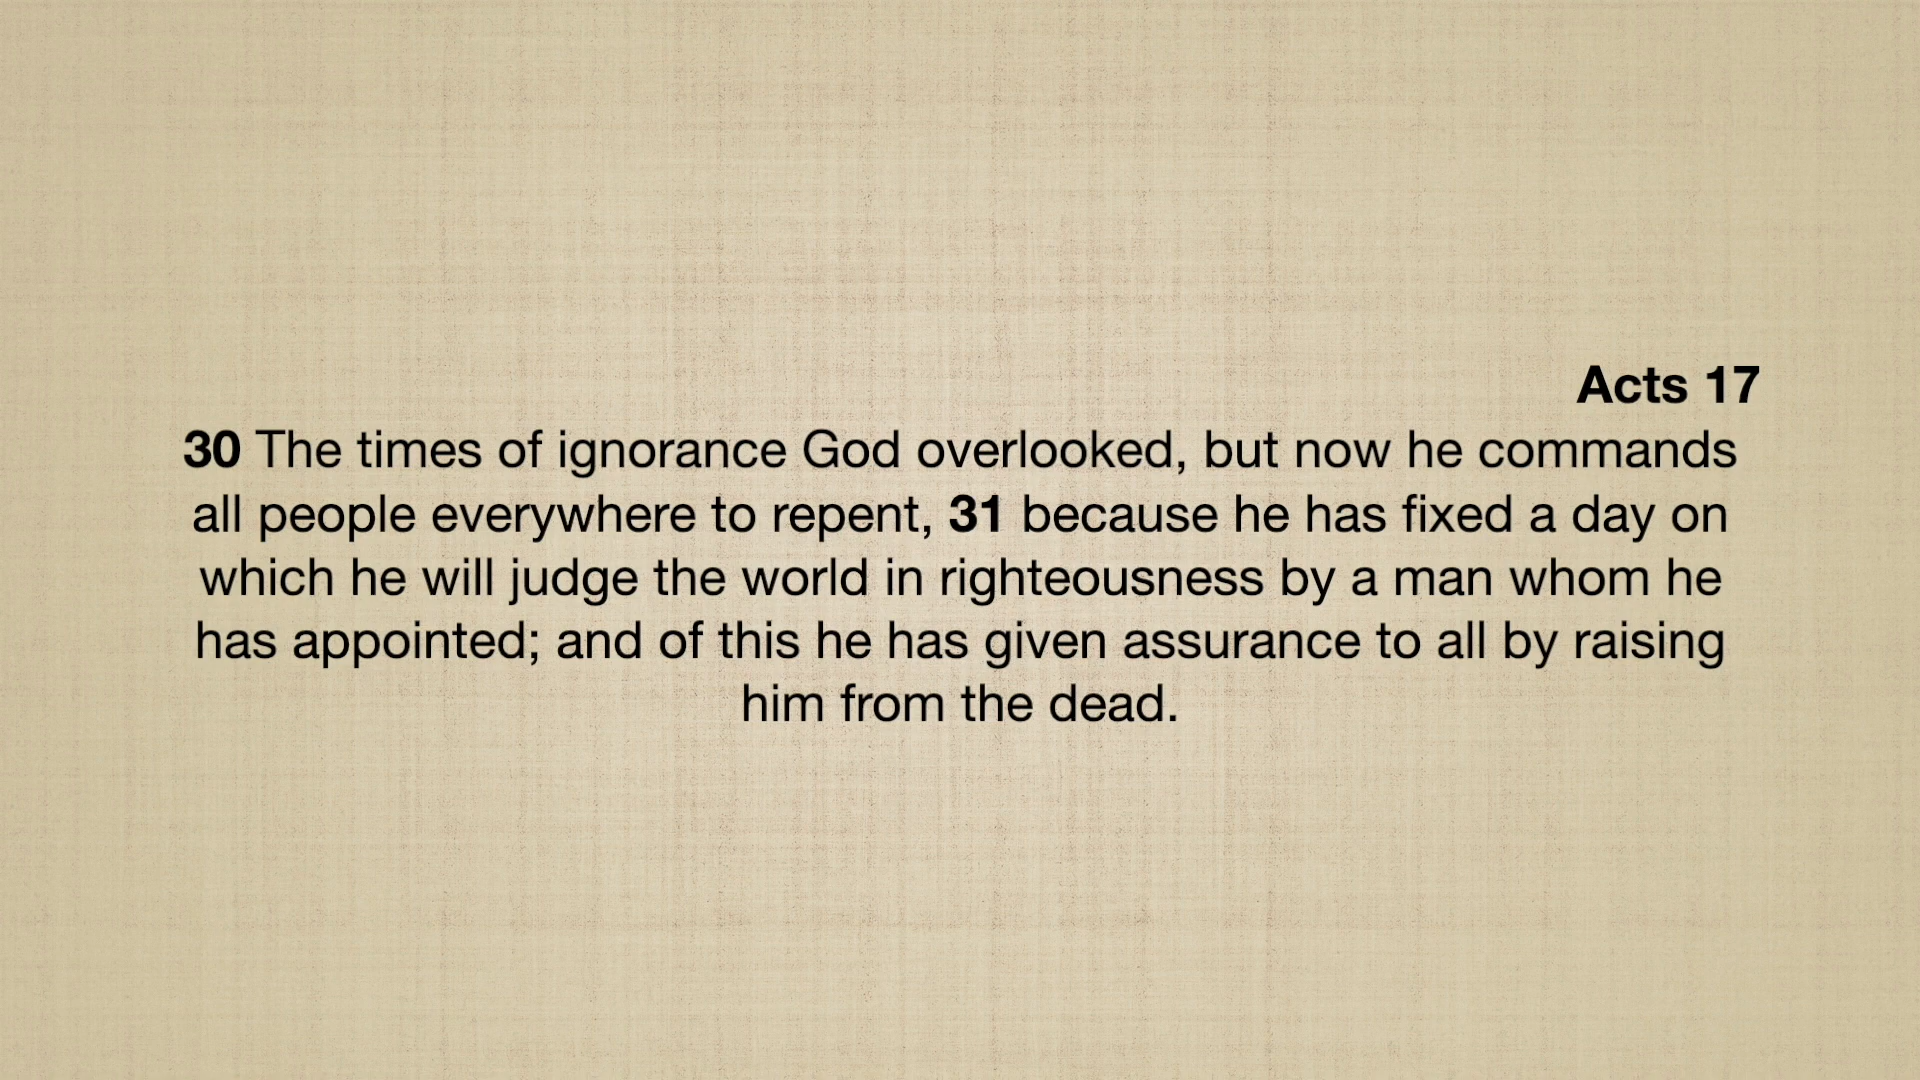 Acts 17
30 The times of ignorance God overlooked, but now he commands
all people everywhere to repent, 31 because he has fixed a day on
which he will judge the world in righteousness by a man whom he
has appointed; and of this he has given assurance to all by raising
him from the dead.